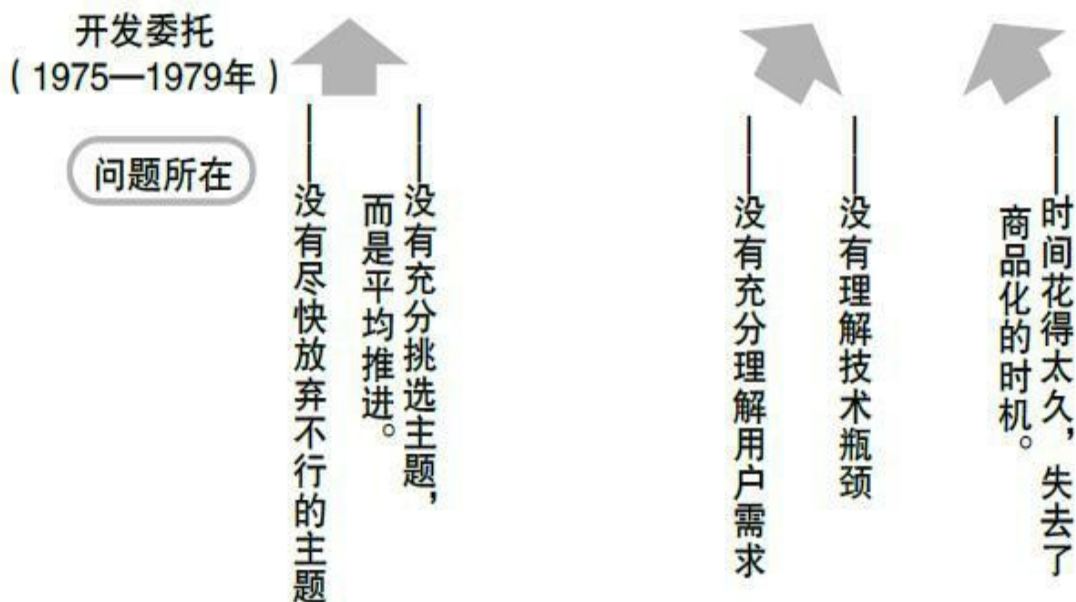 开发委托
（1975—1979年）
问题所在
——没有尽快放弃不行的主题
——没有充分挑选主题，
而是平均推进。
——没有充分理解用户需求
——没有理解技术瓶颈
——时间花得太久，失去了
商品化的时机。